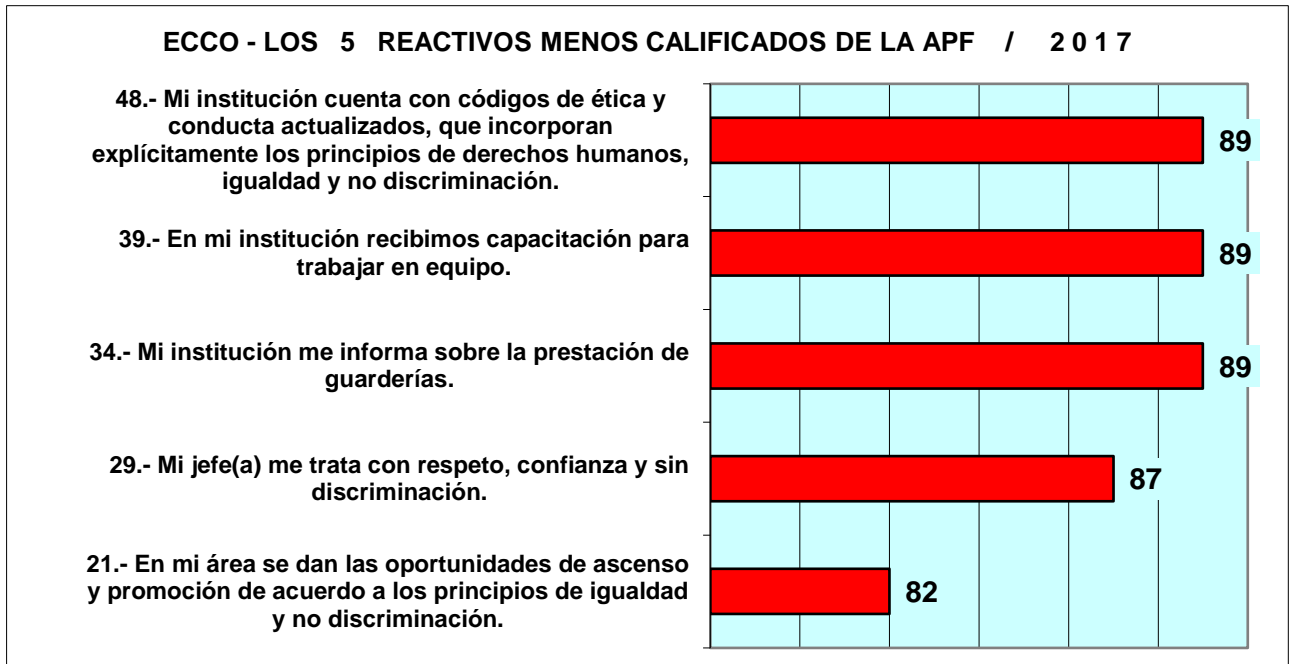 ECCO - LOS 5 REACTIVOS MENOS CALIFICADOS DE LA APF / 2 0 1 7
48.- Mi institución cuenta con códigos de ética y
conducta actualizados, que incorporan
explícitamente los principios de derechos humanos,
igualdad y no discriminación.
89
39.- En mi institución recibimos capacitación para
trabajar en equipo.
89
34.- Mi institución me informa sobre la prestación de
guarderías.
89
29.- Mi jefe(a) me trata con respeto, confianza y sin
discriminación.
87
21.- En mi área se dan las oportunidades de ascenso
y promoción de acuerdo a los principios de igualdad
y no discriminación.
82